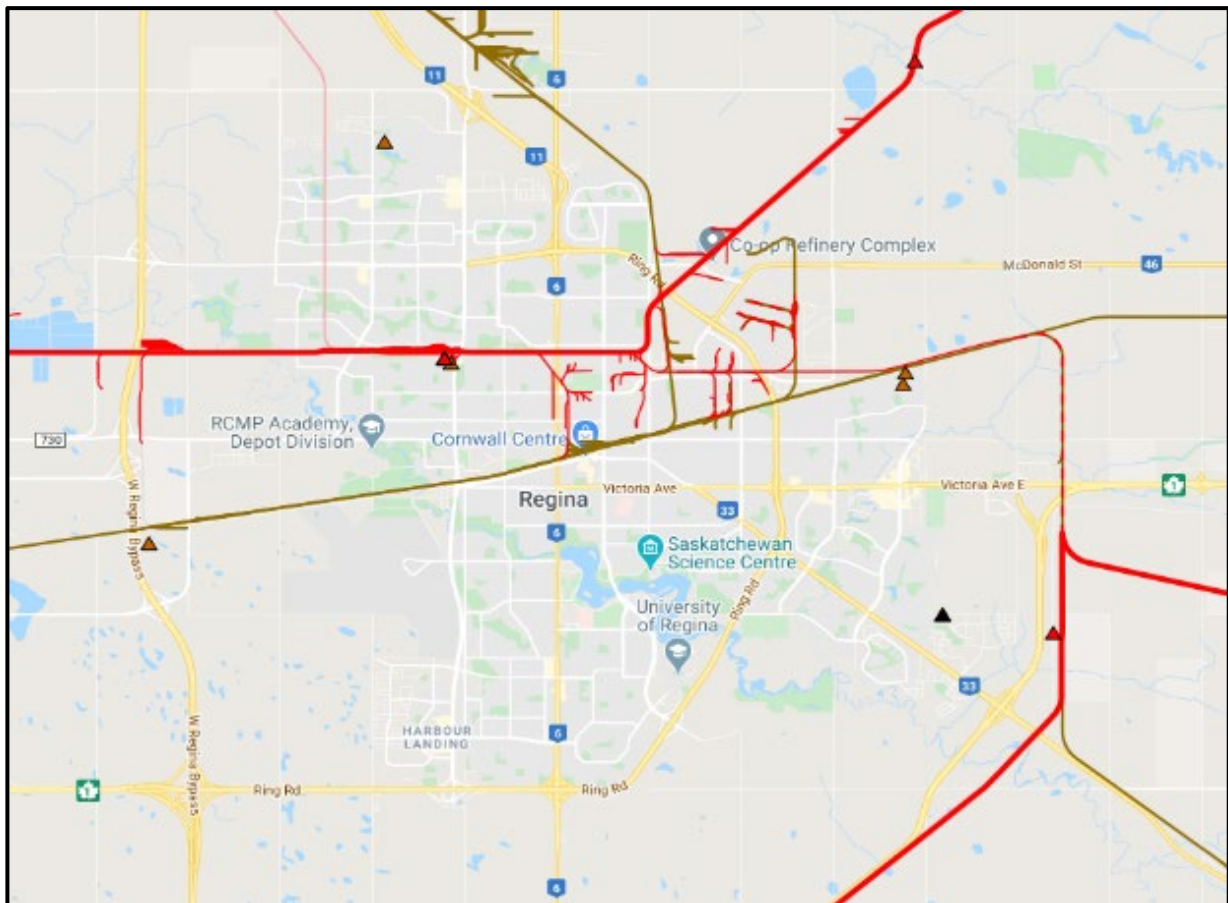 11
6
11
Co-op Refinery Complex
Ring Rd
McDonald St
46
6
RCMP Academy,
Depot Division
730
Cornwall Centre
Regina
Victoria Ave
Victoria Ave E
1
33
W Regina Bypass
6
Saskatchewan
Science Centre
University
of Regina
Ring Rd
33
HARBOUR
LANDING
W Regina Bypass
6
1
Ring Rd
Ring Rd
6